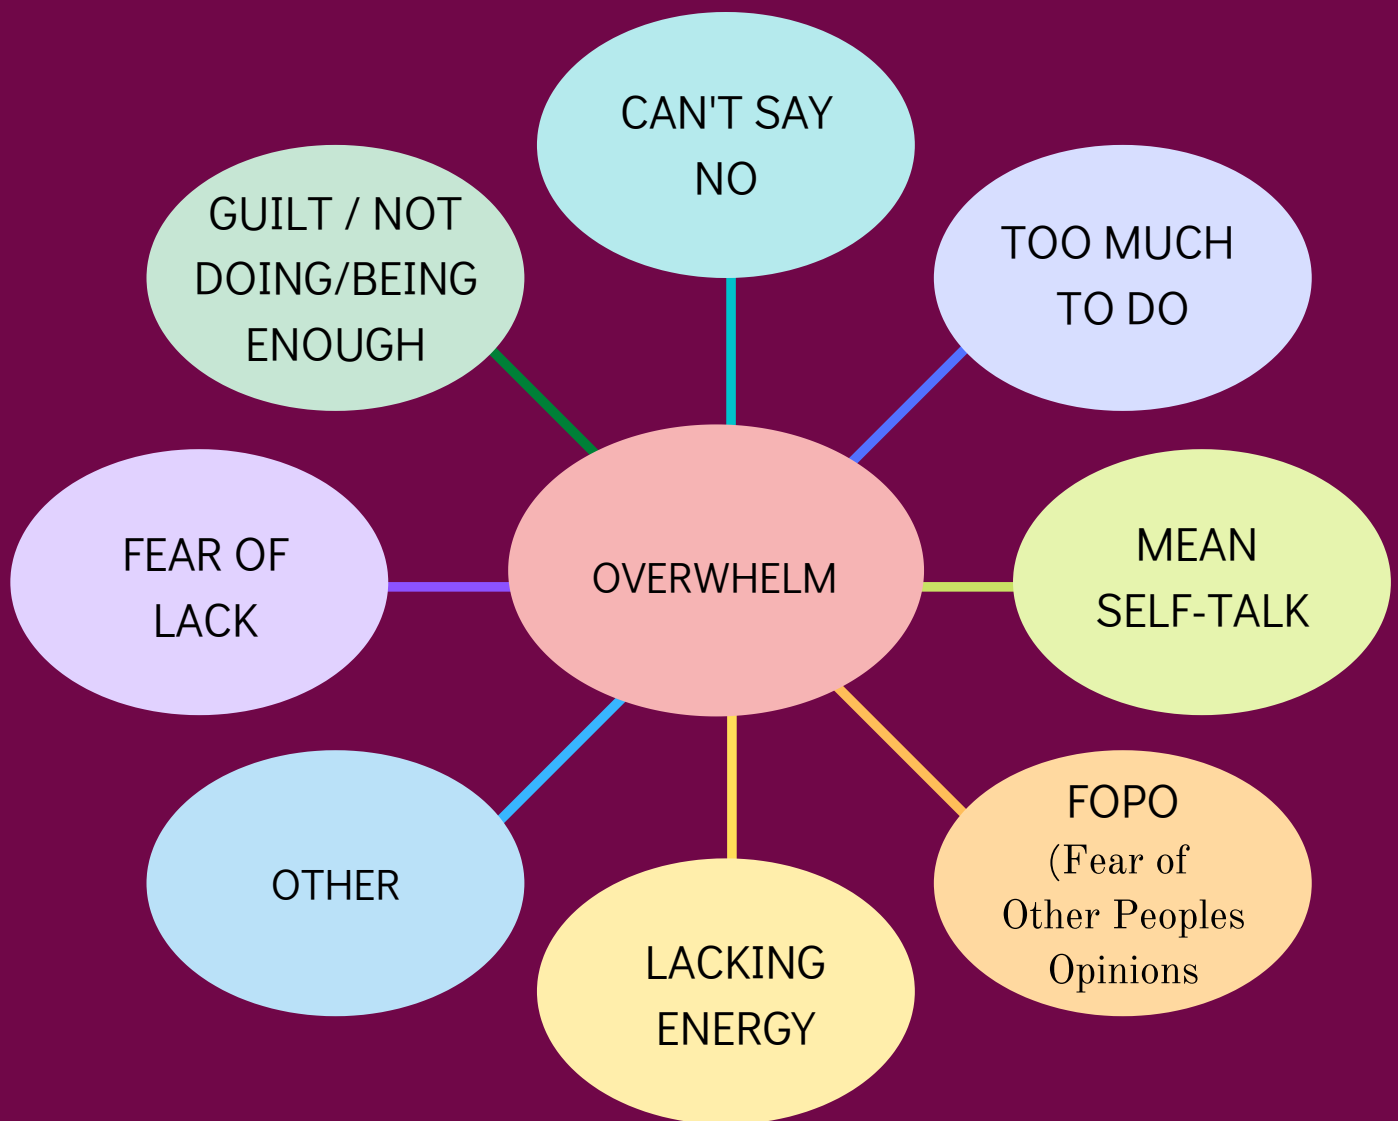 CAN'T SAY
NO
TOO MUCH
TO DO
MEAN
SELF-TALK
FOPO
(Fear of
Other Peoples
Opinions
LACKING
ENERGY
OTHER
FEAR OF
LACK
GUILT / NOT
DOING/BEING
ENOUGH
OVERWHELM